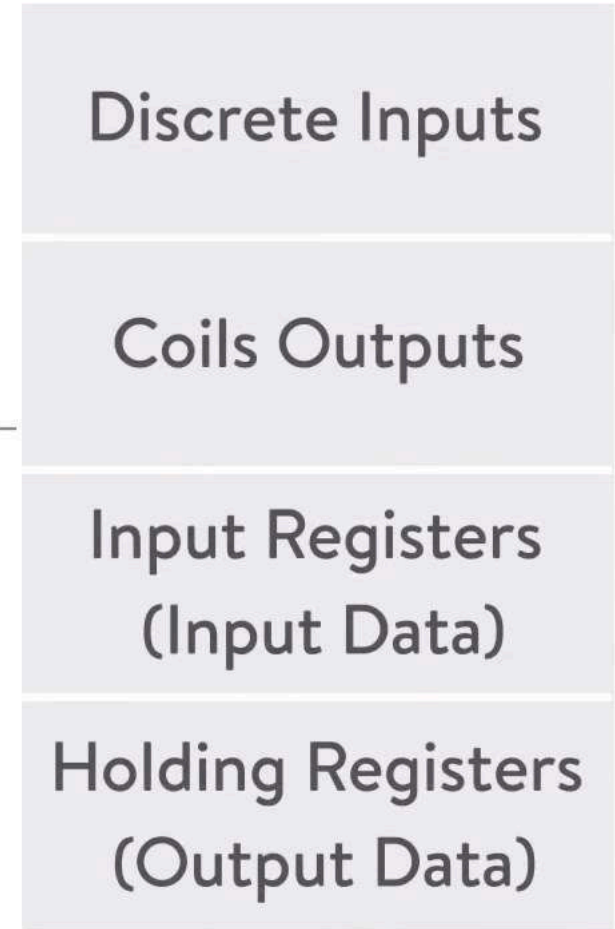 Discrete Inputs
Coils Outputs
Input Registers
(Input Data)
Holding Registers
(Output Data)